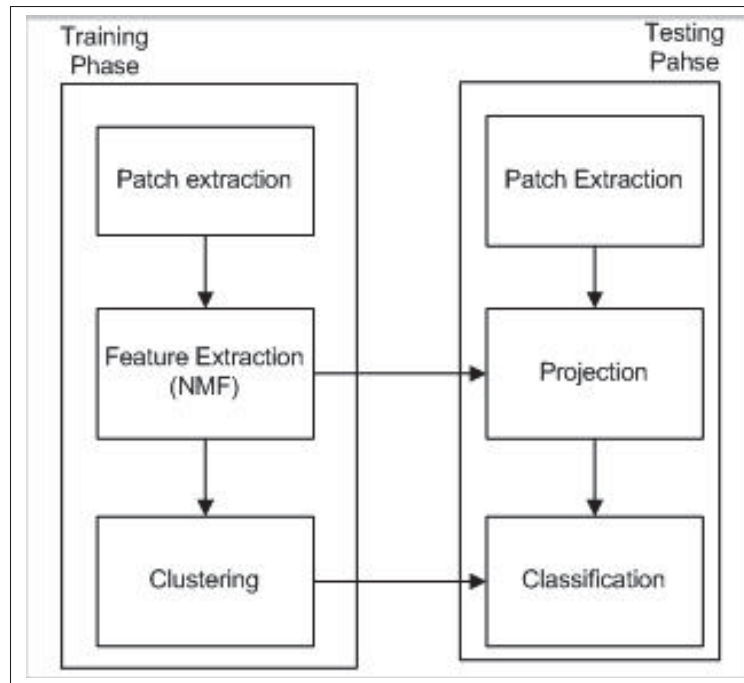 Training
Phase
Testing
Pahse
Patch extraction
Patch Extraction
Feature Extraction
(NMF)
Projection
Clustering
Classification